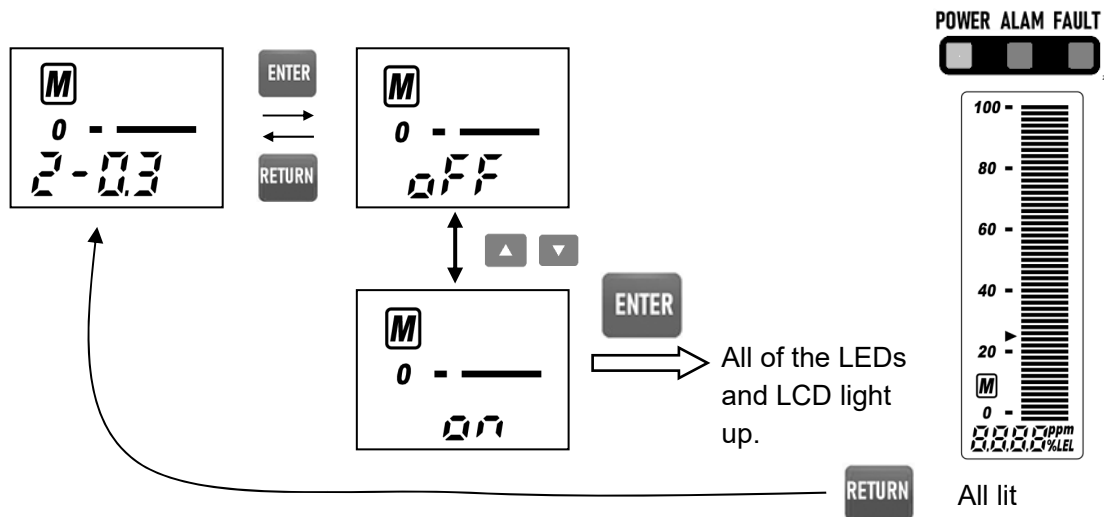 POWER ALAM FAULT
M
0
2-0.3
ENTER
RETURN
M
0
oFF
M
0
on
ENTER
All of the LEDs
and LCD light
up.
100
80
60
40
20
M
0
8.8.8.8 ppm
%LEL
RETURN
All lit